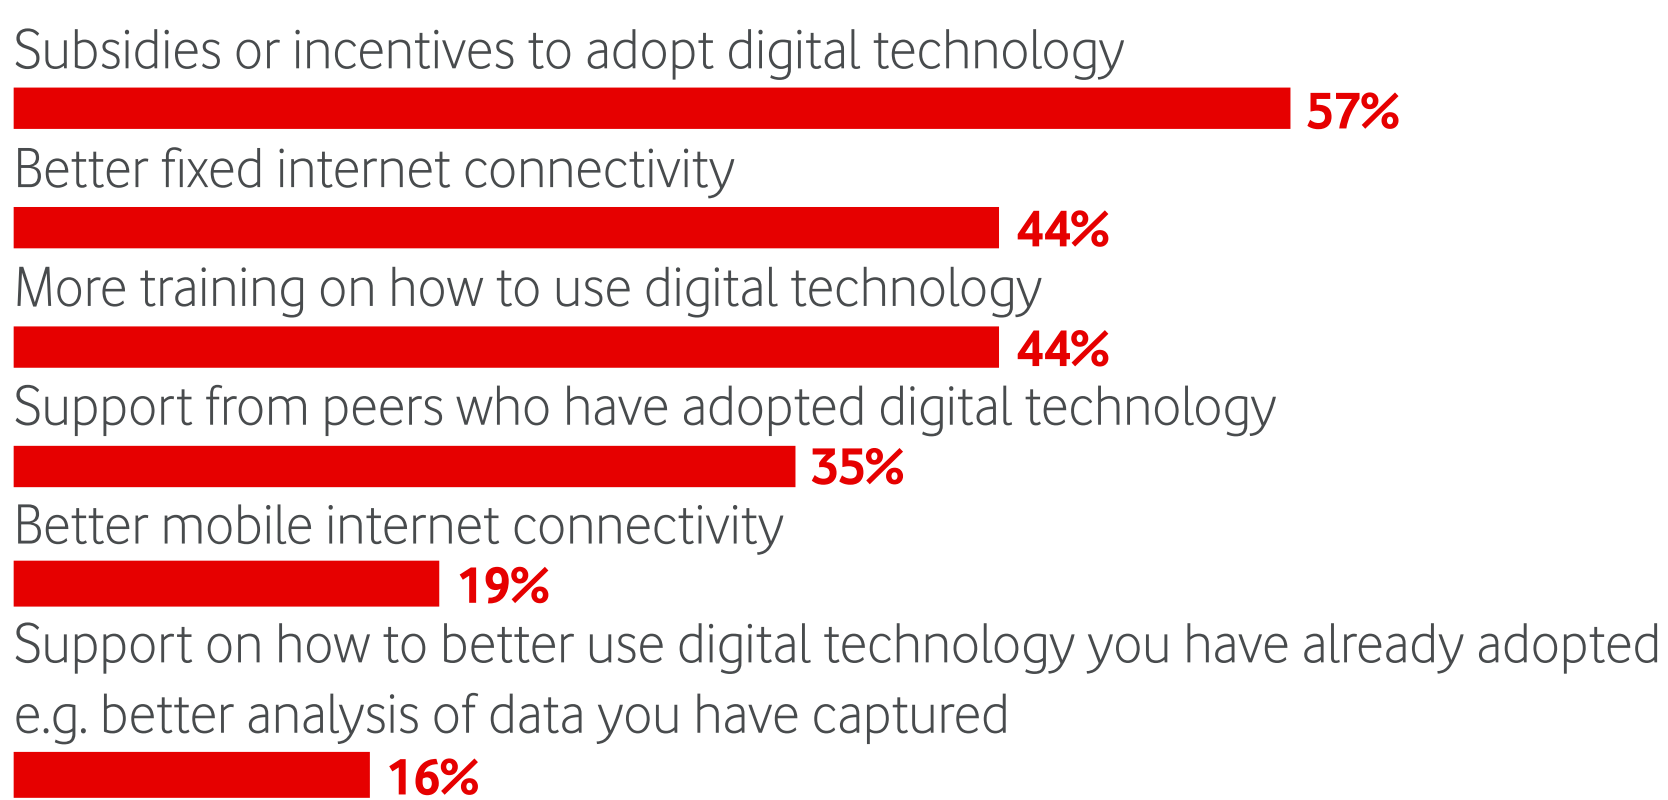 Subsidies or incentives to adopt digital technology
57%
Better fixed internet connectivity
44%
More training on how to use digital technology
44%
Support from peers who have adopted digital technology
35%
Better mobile internet connectivity
19%
Support on how to better use digital technology you have already adopted
e.g. better analysis of data you have captured
16%